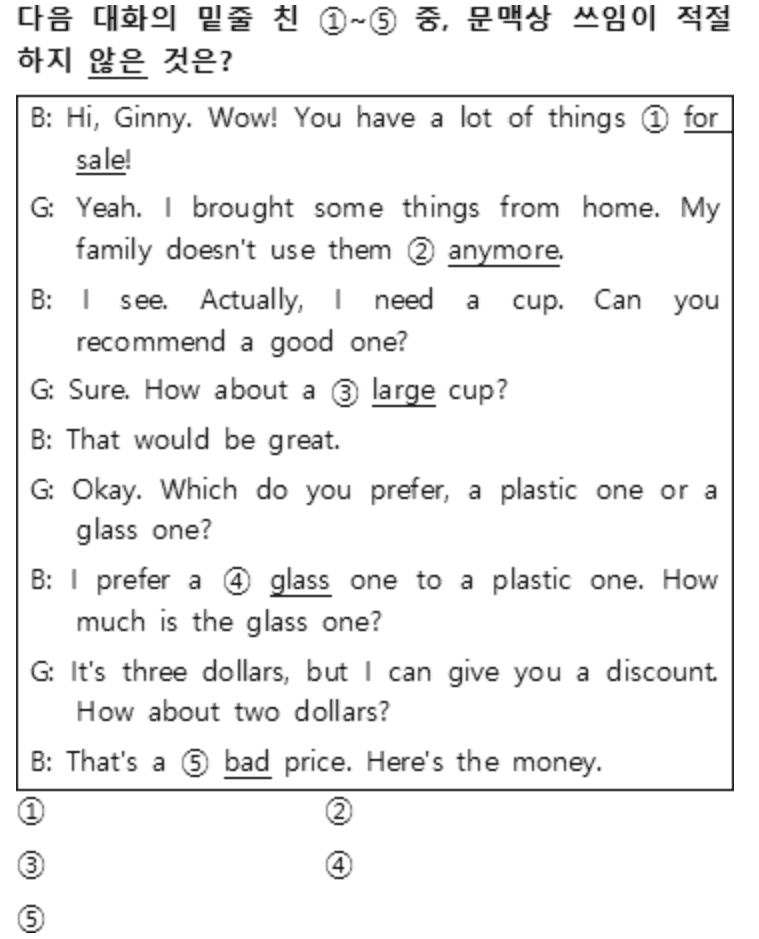 다음 대화의 밑줄 친 ①~⑤ 중, 문맥상 쓰임이 적절
하지 않은 것은?
B: Hi, Ginny. Wow! You have a lot of things ① for
sale!
G: Yeah. I brought some things from home. My
family doesn't use them ② anymore.
B: I see. Actually, I need a cup. Can you
recommend a good one?
G: Sure. How about a ③ large cup?
B: That would be great.
G: Okay. Which do you prefer, a plastic one or a
glass one?
B: I prefer a ④ glass one to a plastic one. How
much is the glass one?
G: It's three dollars, but I can give you a discount.
How about two dollars?
B: That's a ⑤ bad price. Here's the money.
① ②
③ ④
⑤